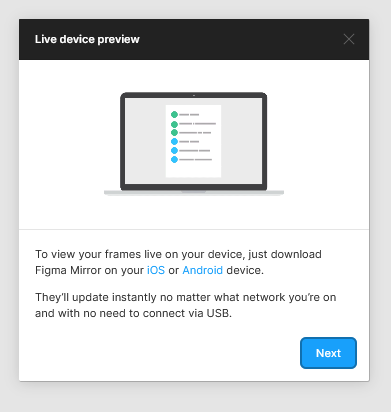 Live device preview
To view your frames live on your device, just download
Figma Mirror on your iOS or Android device.
They’ll update instantly no matter what network you’re on
and with no need to connect via USB.
Next